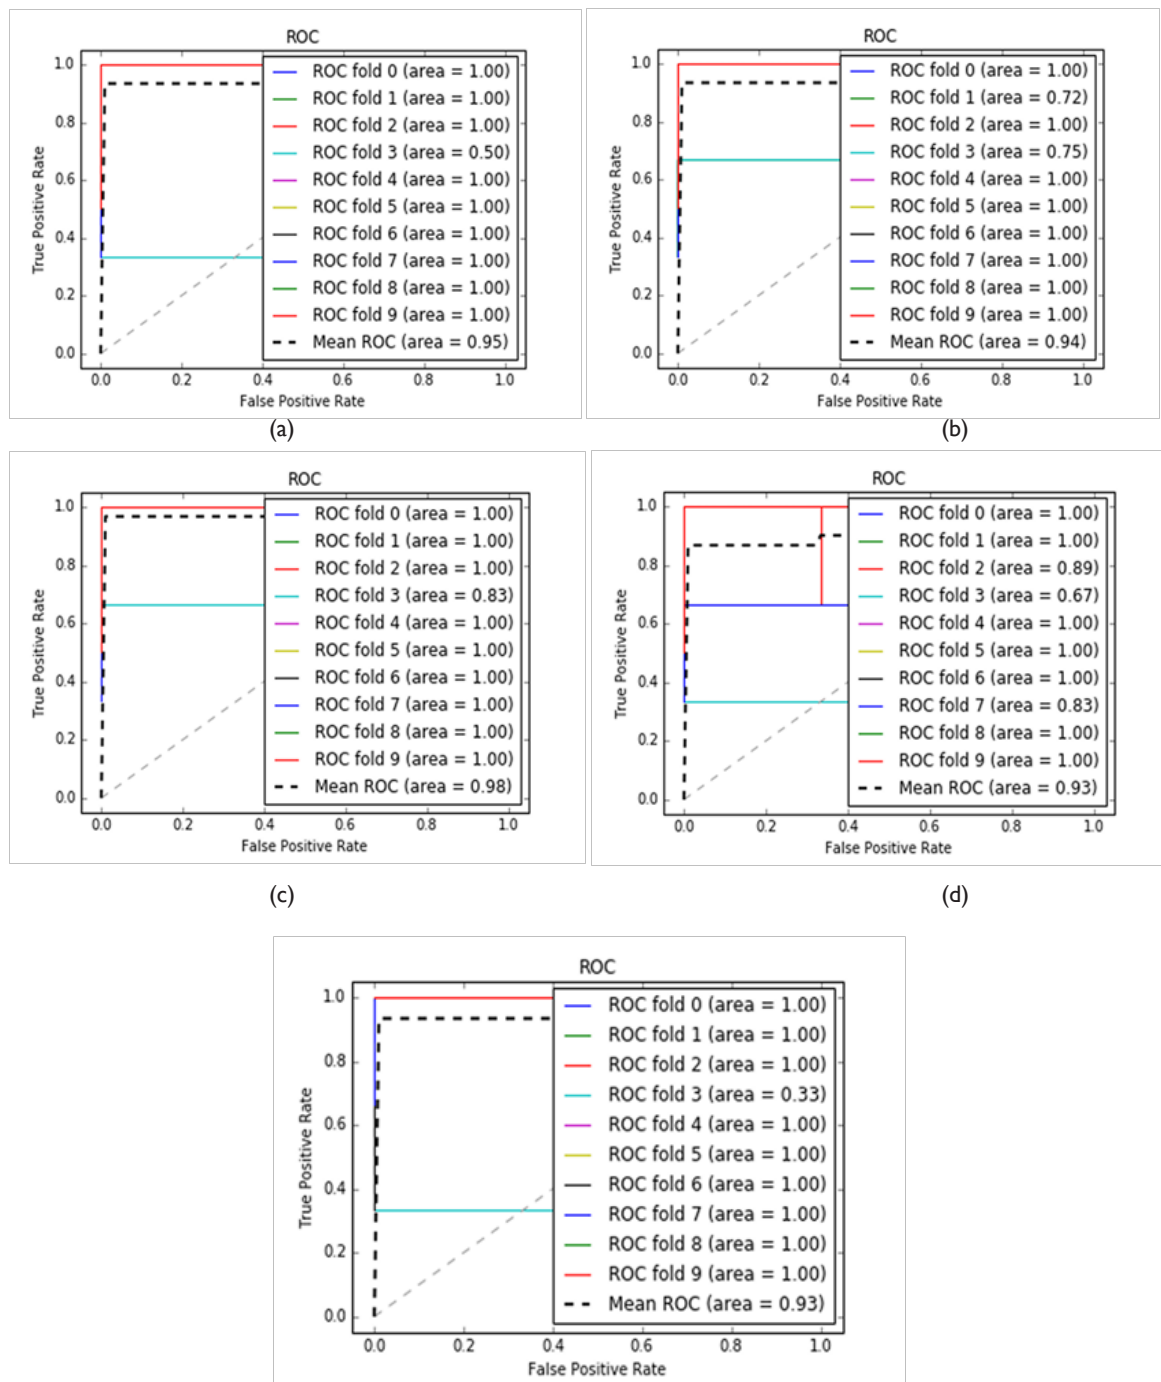 ROC
1.0
0.8
0.6
0.4
0.2
0.0
True Positive Rate
ROC fold 0 (area = 1.00)
ROC fold 1 (area = 1.00)
ROC fold 2 (area = 1.00)
ROC fold 3 (area = 0.50)
ROC fold 4 (area = 1.00)
ROC fold 5 (area = 1.00)
ROC fold 6 (area = 1.00)
ROC fold 7 (area = 1.00)
ROC fold 8 (area = 1.00)
ROC fold 9 (area = 1.00)
Mean ROC (area = 0.95)
0.0 0.2 0.4 0.6 0.8 1.0
False Positive Rate
(a)
ROC
1.0
0.8
0.6
0.4
0.2
0.0
True Positive Rate
ROC fold 0 (area = 1.00)
ROC fold 1 (area = 0.72)
ROC fold 2 (area = 1.00)
ROC fold 3 (area = 0.75)
ROC fold 4 (area = 1.00)
ROC fold 5 (area = 1.00)
ROC fold 6 (area = 1.00)
ROC fold 7 (area = 1.00)
ROC fold 8 (area = 1.00)
ROC fold 9 (area = 1.00)
Mean ROC (area = 0.94)
0.0 0.2 0.4 0.6 0.8 1.0
False Positive Rate
(b)
ROC
1.0
0.8
0.6
0.4
0.2
0.0
True Positive Rate
ROC fold 0 (area = 1.00)
ROC fold 1 (area = 1.00)
ROC fold 2 (area = 1.00)
ROC fold 3 (area = 0.83)
ROC fold 4 (area = 1.00)
ROC fold 5 (area = 1.00)
ROC fold 6 (area = 1.00)
ROC fold 7 (area = 1.00)
ROC fold 8 (area = 1.00)
ROC fold 9 (area = 1.00)
Mean ROC (area = 0.98)
0.0 0.2 0.4 0.6 0.8 1.0
False Positive Rate
(c)
ROC
1.0
0.8
0.6
0.4
0.2
0.0
True Positive Rate
ROC fold 0 (area = 1.00)
ROC fold 1 (area = 1.00)
ROC fold 2 (area = 0.89)
ROC fold 3 (area = 0.67)
ROC fold 4 (area = 1.00)
ROC fold 5 (area = 1.00)
ROC fold 6 (area = 1.00)
ROC fold 7 (area = 0.83)
ROC fold 8 (area = 1.00)
ROC fold 9 (area = 1.00)
Mean ROC (area = 0.93)
0.0 0.2 0.4 0.6 0.8 1.0
False Positive Rate
(d)
ROC
1.0
0.8
0.6
0.4
0.2
0.0
True Positive Rate
ROC fold 0 (area = 1.00)
ROC fold 1 (area = 1.00)
ROC fold 2 (area = 1.00)
ROC fold 3 (area = 0.33)
ROC fold 4 (area = 1.00)
ROC fold 5 (area = 1.00)
ROC fold 6 (area = 1.00)
ROC fold 7 (area = 1.00)
ROC fold 8 (area = 1.00)
ROC fold 9 (area = 1.00)
Mean ROC (area = 0.93)
0.0 0.2 0.4 0.6 0.8 1.0
False Positive Rate